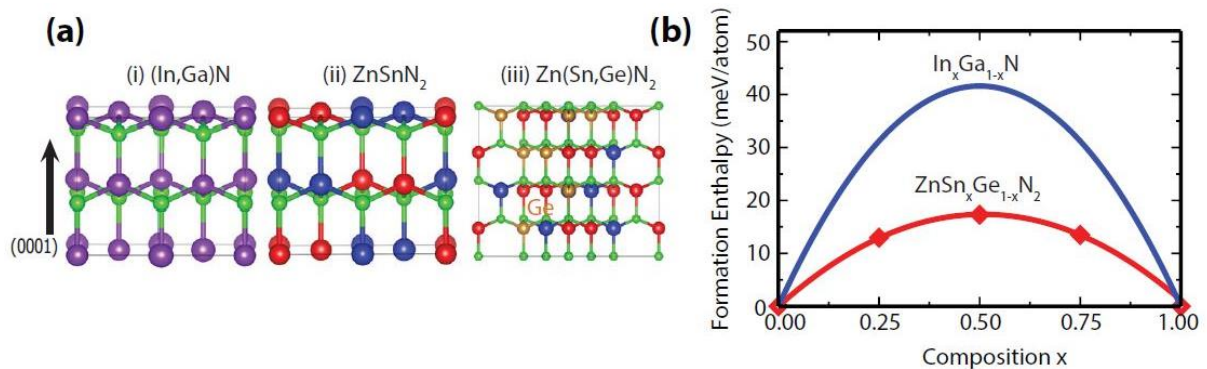 (a)
(i) (In,Ga)N
(ii) ZnSnN₂
(iii) Zn(Sn,Ge)N₂
(0001)
Ge
(b)
Formation Enthalpy (meV/atom)
50
40
30
20
10
0
InₓGa₁₋ₓN
ZnSnₓGe₁₋ₓN₂
0.00 0.25 0.50 0.75 1.00
Composition x